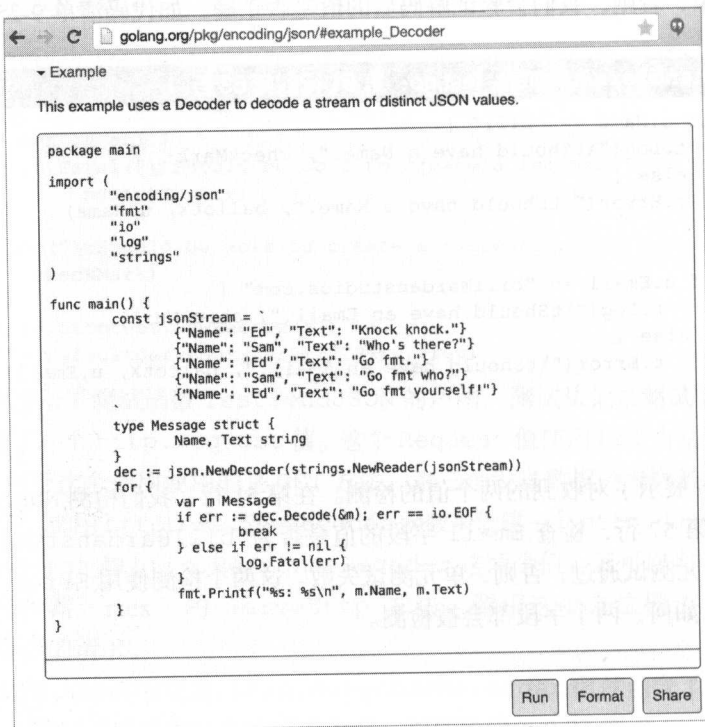 golang.org/pkg/encoding/json/#example_Decoder
Example
This example uses a Decoder to decode a stream of distinct JSON values.
package main
import (
"encoding/json"
"fmt"
"io"
"log"
"strings"
)
func main() {
const jsonStream = `
{"Name": "Ed", "Text": "Knock knock."}
{"Name": "Sam", "Text": "Who's there?"}
{"Name": "Ed", "Text": "Go fmt."}
{"Name": "Sam", "Text": "Go fmt who?"}
{"Name": "Ed", "Text": "Go fmt yourself!"}
`
type Message struct {
Name, Text string
}
dec := json.NewDecoder(strings.NewReader(jsonStream))
for {
var m Message
if err := dec.Decode(&m); err == io.EOF {
break
} else if err != nil {
log.Fatal(err)
}
fmt.Printf("%s: %s\n", m.Name, m.Text)
}
}
Run Format Share